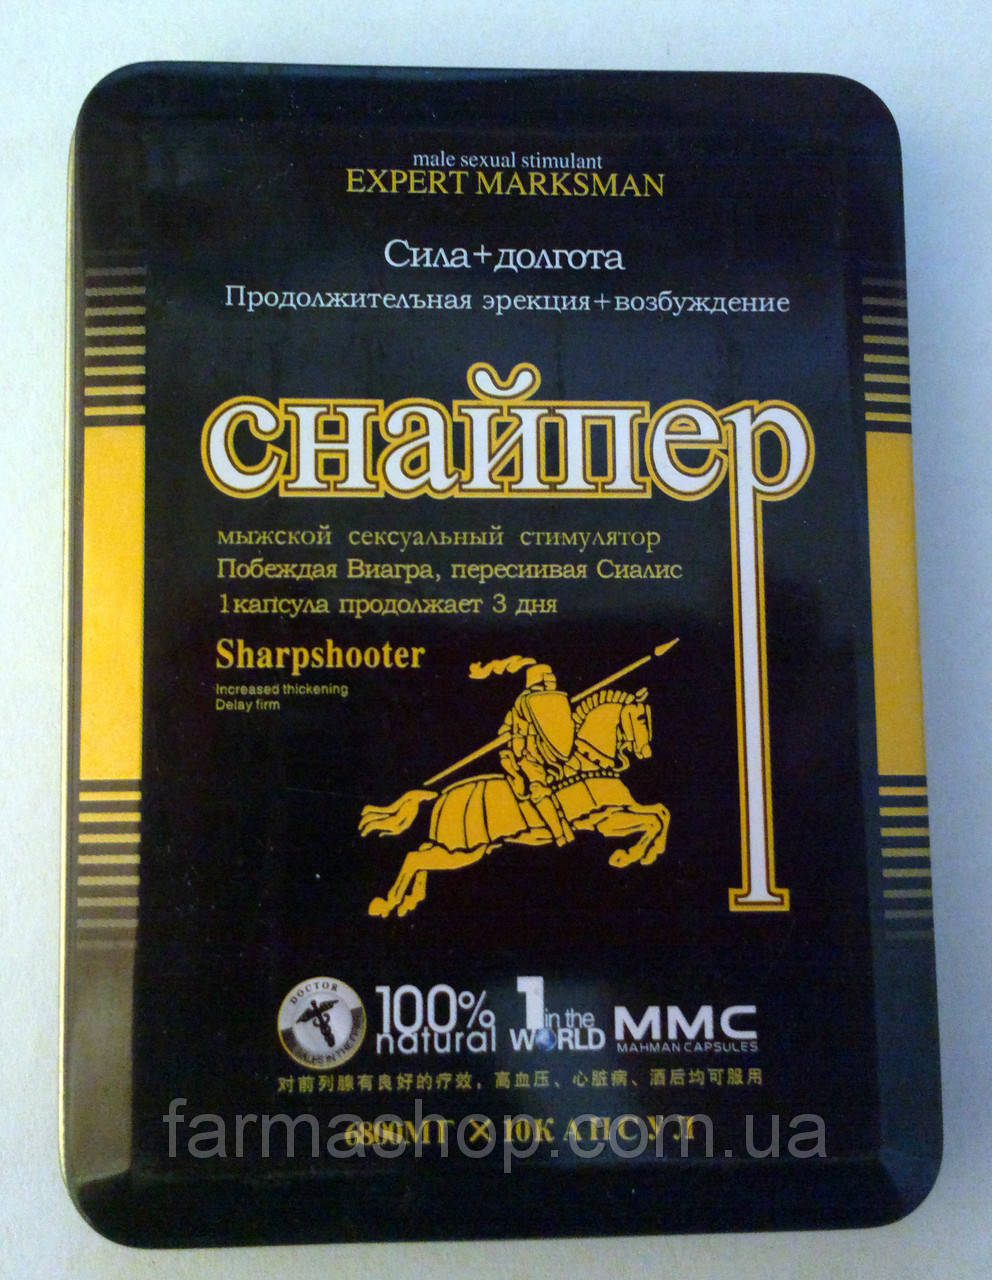 male sexual stimulant
EXPERT MARKSMAN
Сила+долгота
Продолжительная эрекция+возбуждение
снайпер
мыжской сексуальный стимулятор
Побеждая Виагра, пересиивая Сиалис
1капсула продолжает 3 дня
Sharpshooter
Increased thickening
Delay firm
DOCTOR
100% natural
1 in the WORLD
MMC
MAHMAN CAPSULES
对前列腺有良好的疗效，高血压、心脏病、酒后均可服用
6800МГ × 10КАПСУЛ
farmashop.com.ua